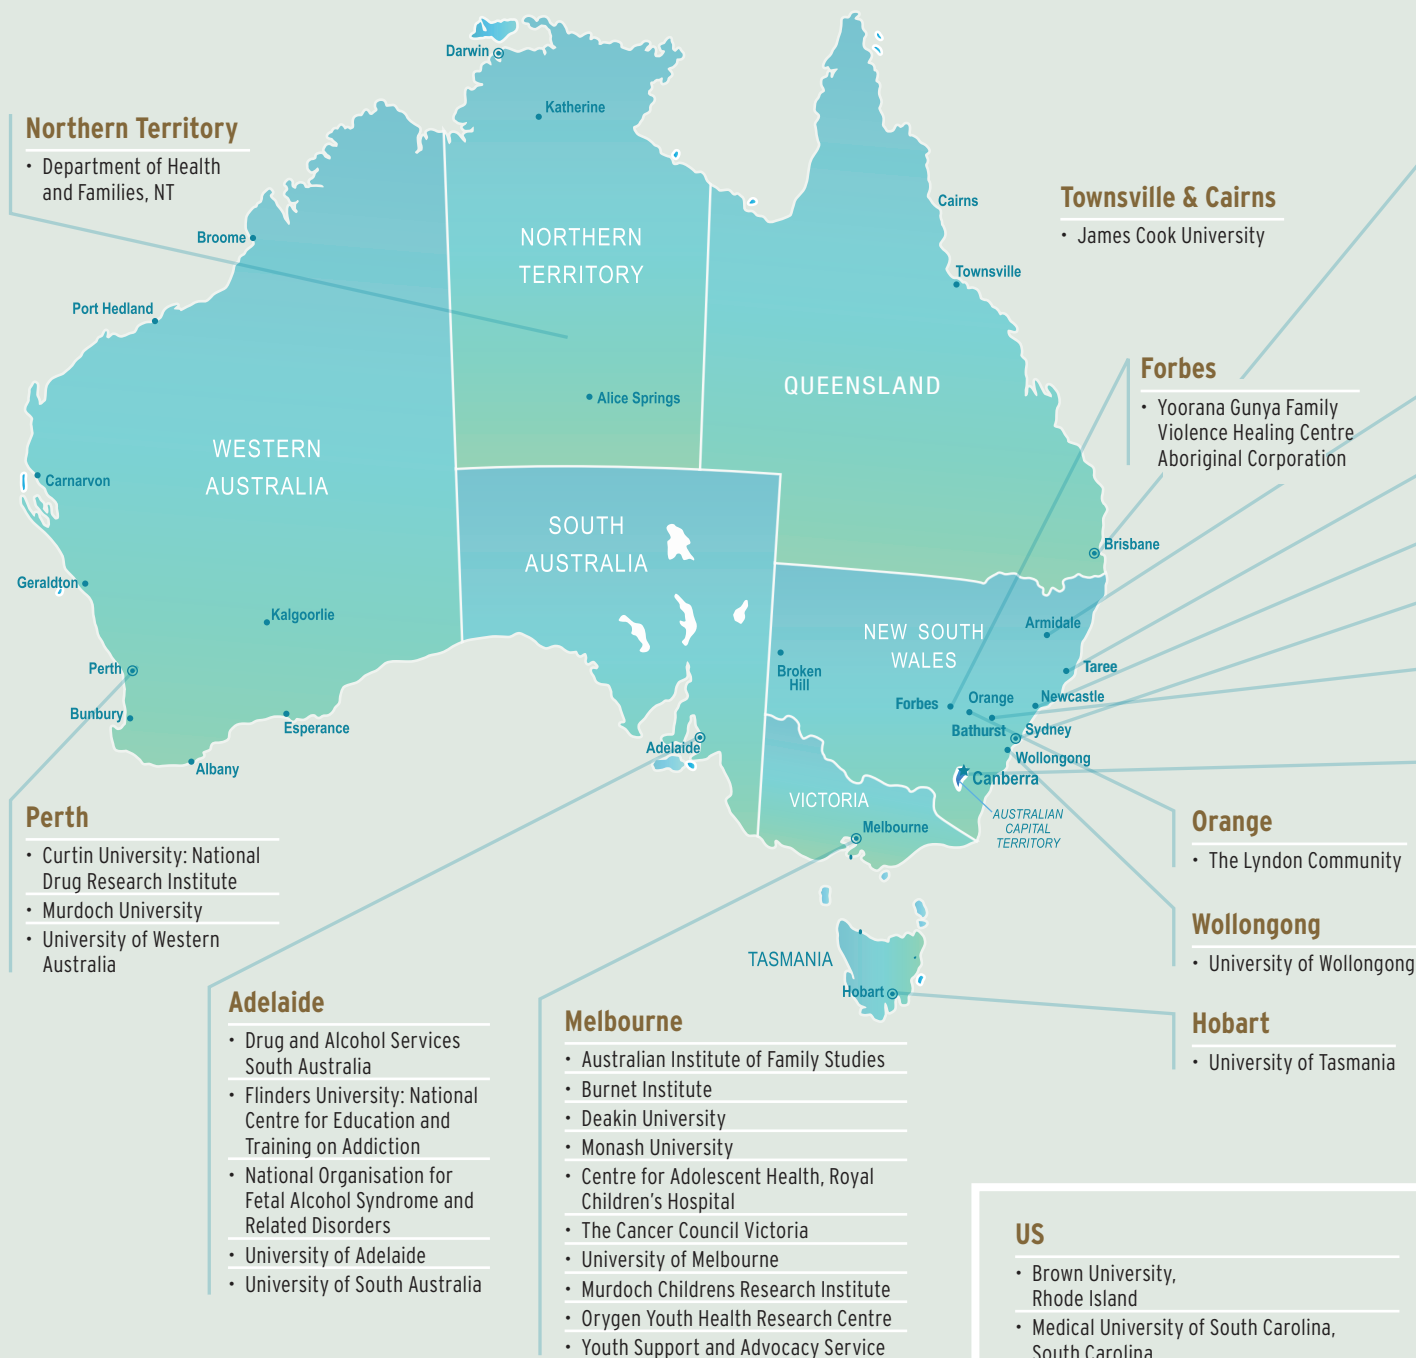 Darwin
Katherine
Northern Territory
• Department of Health
and Families, NT
Broome
Port Hedland
NORTHERN
TERRITORY
Cairns
Townsville
Townsville & Cairns
• James Cook University
QUEENSLAND
Alice Springs
WESTERN
AUSTRALIA
Carnarvon
SOUTH
AUSTRALIA
Forbes
• Yoorana Gunya Family
Violence Healing Centre
Aboriginal Corporation
Brisbane
Geraldton
Kalgoorlie
Perth
Bunbury
Esperance
Albany
NEW SOUTH
WALES
Armidale
Taree
Broken
Hill
Forbes
Orange
Newcastle
Bathurst
Sydney
Wollongong
Canberra
Adelaide
VICTORIA
Melbourne
AUSTRALIAN
CAPITAL
TERRITORY
TASMANIA
Hobart
Perth
• Curtin University: National
Drug Research Institute
• Murdoch University
• University of Western
Australia
Adelaide
• Drug and Alcohol Services
South Australia
• Flinders University: National
Centre for Education and
Training on Addiction
• National Organisation for
Fetal Alcohol Syndrome and
Related Disorders
• University of Adelaide
• University of South Australia
Melbourne
• Australian Institute of Family Studies
• Burnet Institute
• Deakin University
• Monash University
• Centre for Adolescent Health, Royal
Children's Hospital
• The Cancer Council Victoria
• University of Melbourne
• Murdoch Childrens Research Institute
• Orygen Youth Health Research Centre
• Youth Support and Advocacy Service
Orange
• The Lyndon Community
Wollongong
• University of Wollongong
Hobart
• University of Tasmania
US
• Brown University,
Rhode Island
• Medical University of South Carolina,
South Carolina